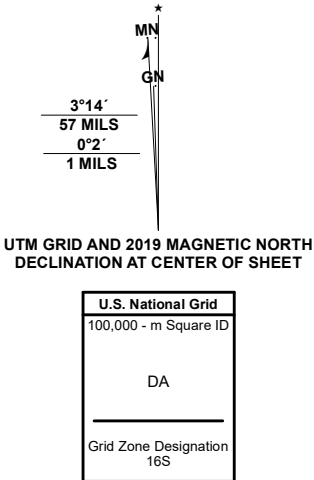 MN
GN
3°14´
57 MILS
0°2´
1 MILS
UTM GRID AND 2019 MAGNETIC NORTH
DECLINATION AT CENTER OF SHEET
U.S. National Grid
100,000 - m Square ID
DA
Grid Zone Designation
16S